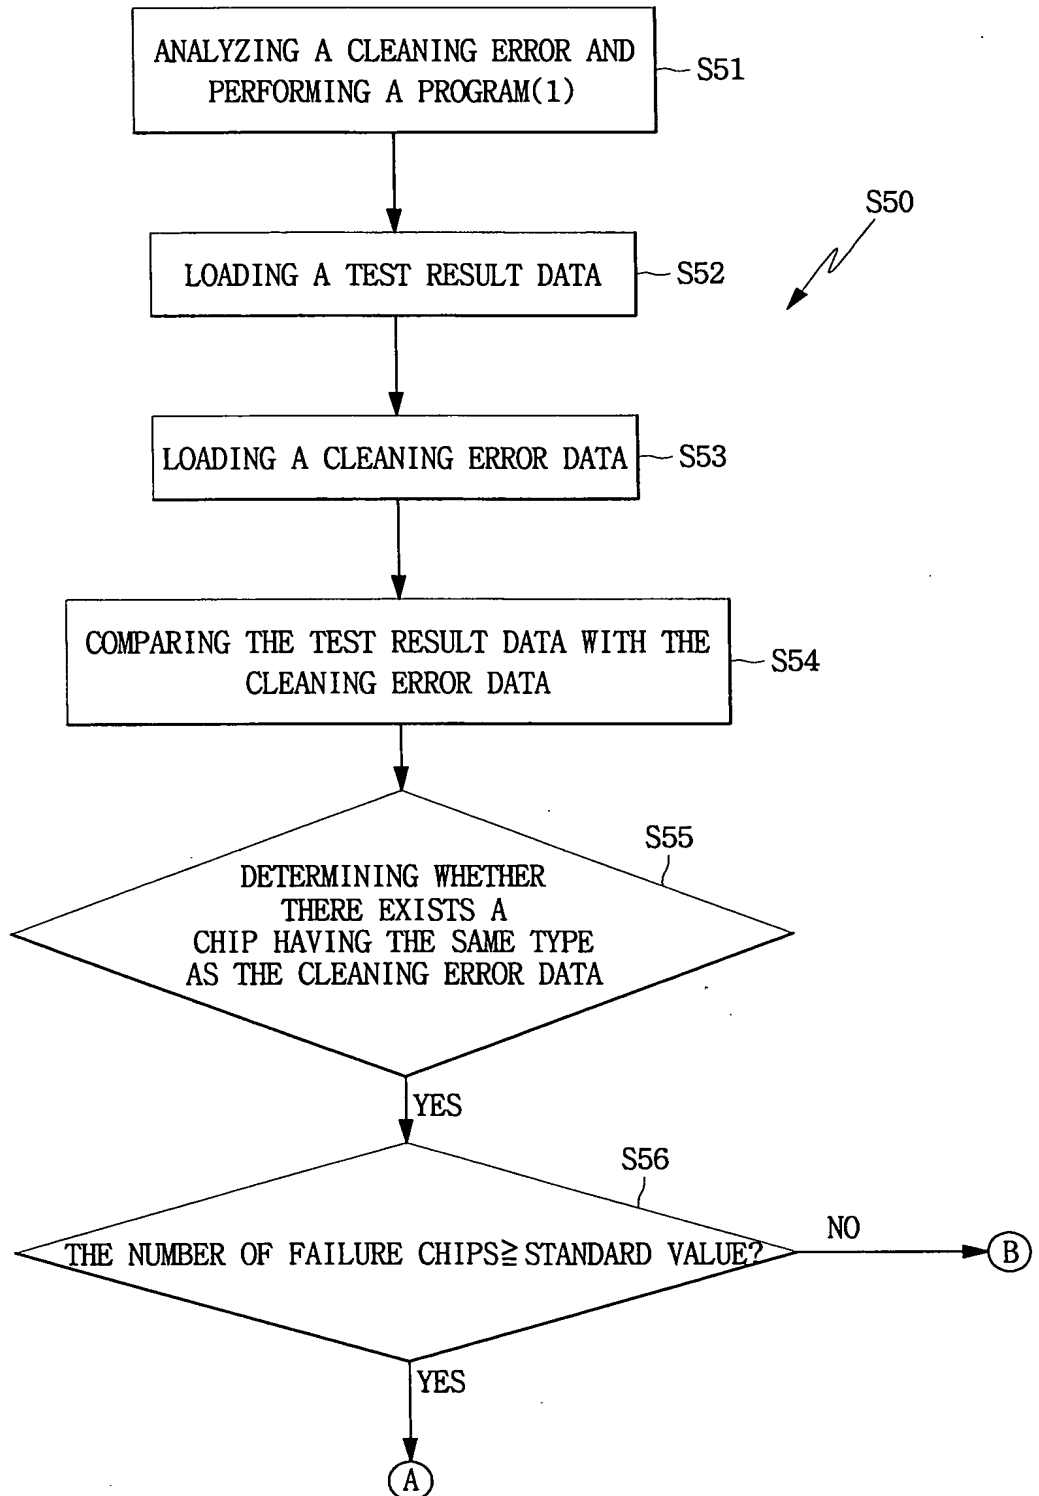 ANALYZING A CLEANING ERROR AND
PERFORMING A PROGRAM(1)
S51
S50
LOADING A TEST RESULT DATA
S52
LOADING A CLEANING ERROR DATA
S53
COMPARING THE TEST RESULT DATA WITH THE
CLEANING ERROR DATA
S54
S55
DETERMINING WHETHER
THERE EXISTS A
CHIP HAVING THE SAME TYPE
AS THE CLEANING ERROR DATA
YES
S56
THE NUMBER OF FAILURE CHIPS≧STANDARD VALUE?
NO
B
YES
A